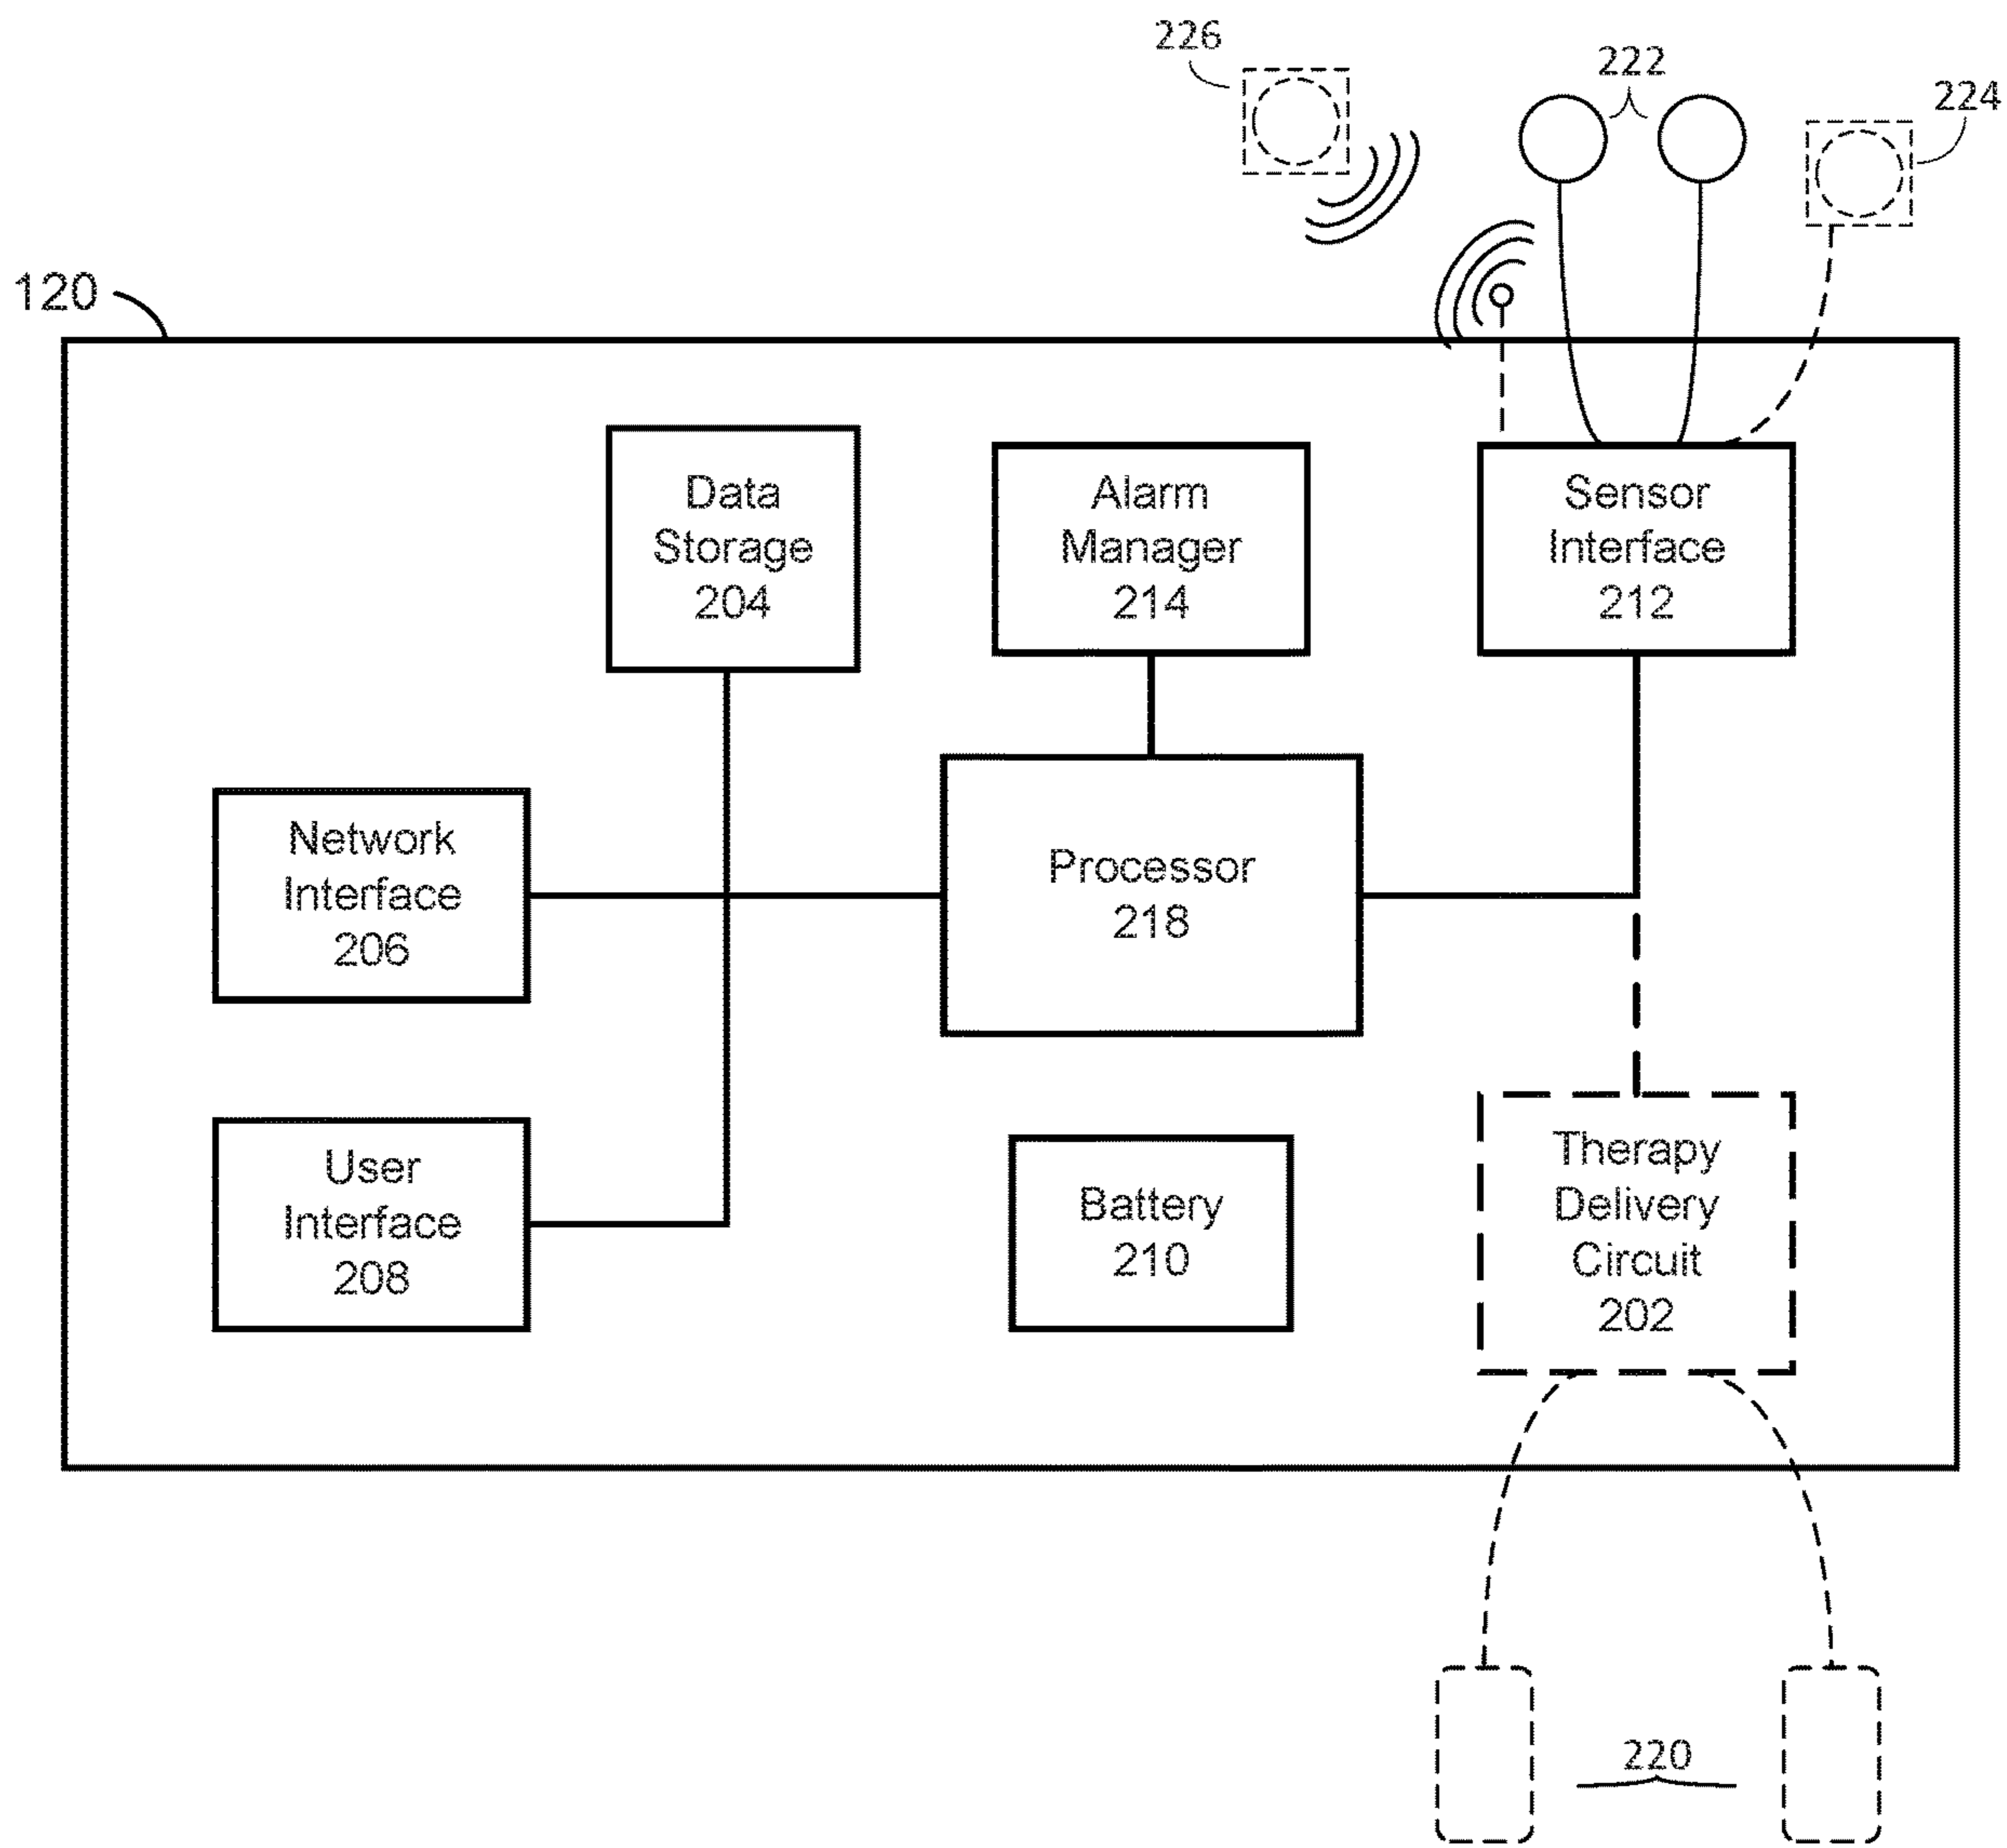 226
222
224
120
Data
Storage
204
Alarm
Manager
214
Sensor
Interface
212
Network
Interface
206
Processor
218
User
Interface
208
Battery
210
Therapy
Delivery
Circuit
202
220